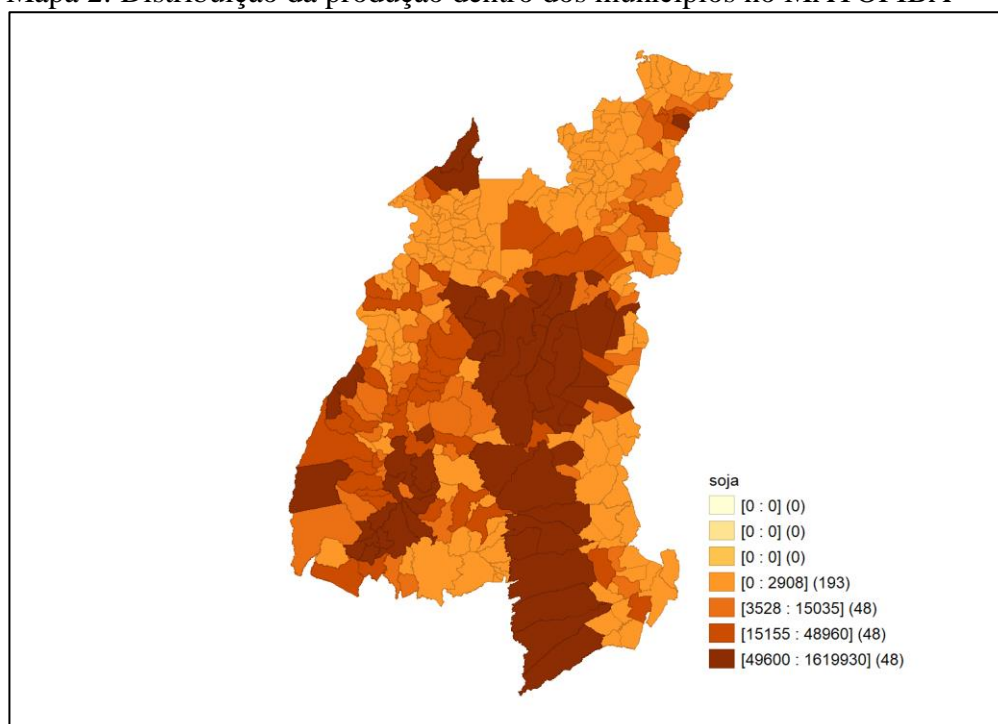 Mapa 2: Distribuição da produção dentro dos municípios no MATOPIBA
soja
[0 : 0] (0)
[0 : 0] (0)
[0 : 0] (0)
[0 : 2908] (193)
[3528 : 15035] (48)
[15155 : 48960] (48)
[49600 : 1619930] (48)